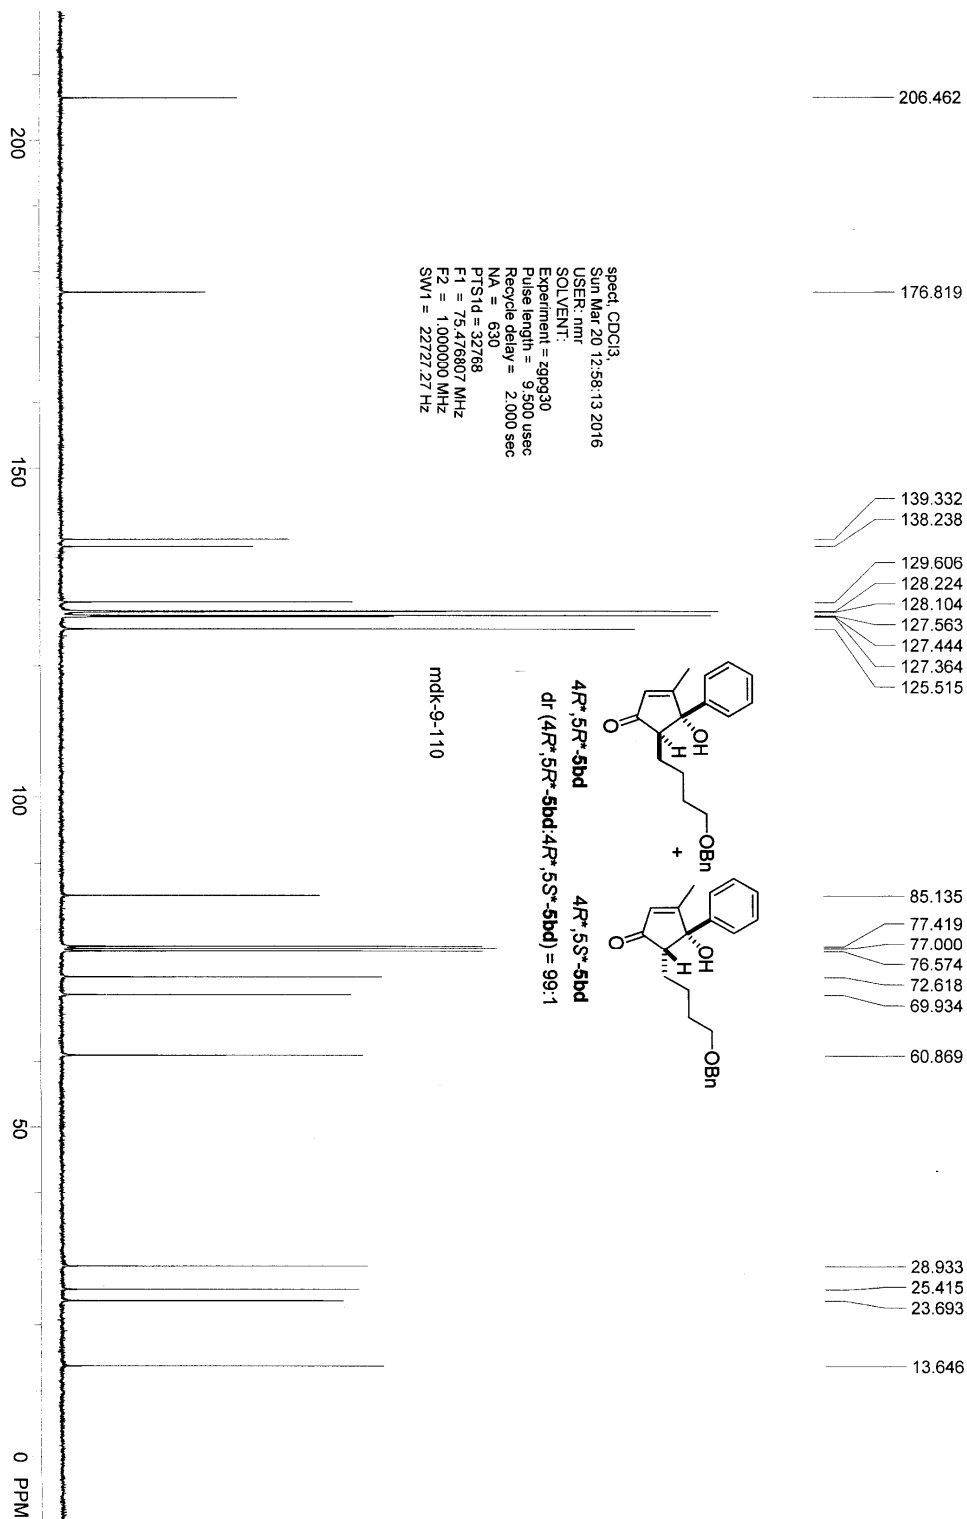 206.462
176.819
139.332
138.238
129.606
128.224
128.104
127.563
127.444
127.364
125.515
85.135
77.419
77.000
76.574
72.618
69.934
60.869
28.933
25.415
23.693
13.646
spect, CDCl3,
Sun Mar 20 12:58:13 2016
USER: nmr
SOLVENT:
Experiment = zgpg30
Pulse length = 9.500 usec
Recycle delay = 2.000 sec
NA = 630
PTS1d = 32768
F1 = 75.476807 MHz
F2 = 1.000000 MHz
SW1 = 22727.27 Hz
OH
H
O
OBn
+
OH
H
O
OBn
4R*,5R*-5bd 4R*,5S*-5bd
dr (4R*,5R*-5bd:4R*,5S*-5bd) = 99:1
mdk-9-110
200 150 100 50 0 PPM